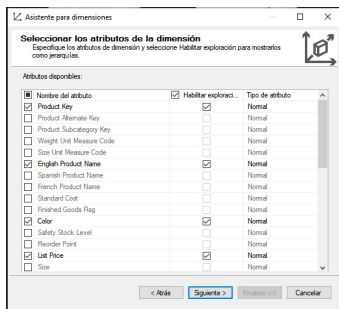 Asistente para dimensiones
Seleccionar los atributos de la dimensión
Especifique los atributos de dimensión y seleccione Habilitar exploración para mostrarlos
como jerarquías.
Atributos disponibles:
Nombre del atributo Habilitar exploraci... Tipo de atributo
Product Key Normal
Product Alternate Key Normal
Product Subcategory Key Normal
Weight Unit Measure Code Normal
Size Unit Measure Code Normal
English Product Name Normal
Spanish Product Name Normal
French Product Name Normal
Standard Cost Normal
Finished Goods Flag Normal
Color Normal
Safety Stock Level Normal
Reorder Point Normal
List Price Normal
Size Normal
< Atrás Siguiente > Finalizar >>| Cancelar